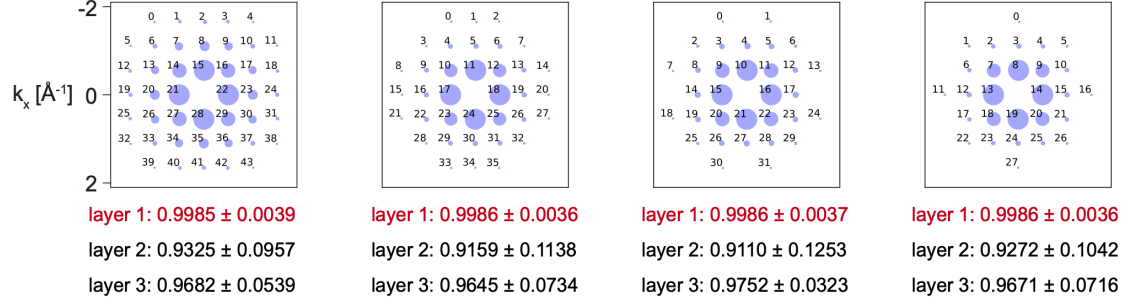 -2
0 1 2 3 4
5 6 7 8 9 10 11
12 13 14 15 16 17 18
19 20 21 22 23 24
25 26 27 28 29 30 31
32 33 34 35 36 37 38
39 40 41 42 43
kx [Å-1]
0
2
layer 1: 0.9985 ± 0.0039
layer 2: 0.9325 ± 0.0957
layer 3: 0.9682 ± 0.0539
0 1 2
3 4 5 6 7
8 9 10 11 12 13 14
15 16 17 18 19 20
21 22 23 24 25 26 27
28 29 30 31 32
33 34 35
layer 1: 0.9986 ± 0.0036
layer 2: 0.9159 ± 0.1138
layer 3: 0.9645 ± 0.0734
0 1
2 3 4 5 6
7 8 9 10 11 12 13
14 15 16 17
18 19 20 21 22 23 24
25 26 27 28 29
30 31
layer 1: 0.9986 ± 0.0037
layer 2: 0.9110 ± 0.1253
layer 3: 0.9752 ± 0.0323
0
1 2 3 4 5
6 7 8 9 10
11 12 13 14 15 16
17 18 19 20 21
22 23 24 25 26
27
layer 1: 0.9986 ± 0.0036
layer 2: 0.9272 ± 0.1042
layer 3: 0.9671 ± 0.0716